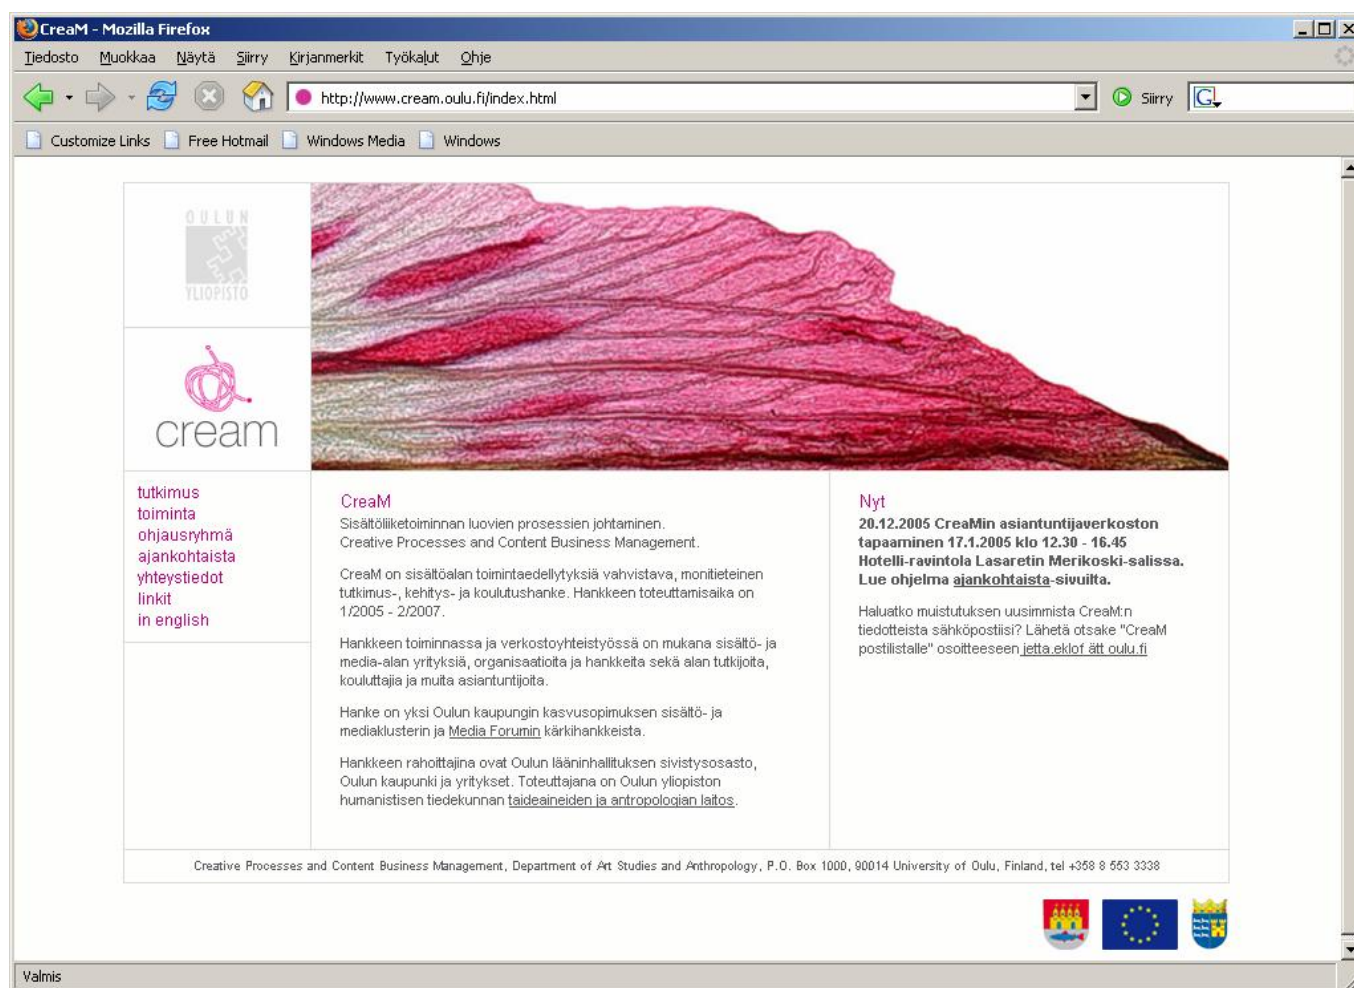 CreaM - Mozilla Firefox
Tiedosto Muokkaa Näytä Siirry Kirjanmerkit Työkalut Ohje
http://www.cream.oulu.fi/index.html
Siirry
G
Customize Links Free Hotmail Windows Media Windows
OULUN
YLIOPISTO
cream
tutkimus
toiminta
ohjausryhmä
ajankohtaista
yhteystiedot
linkit
in english
CreaM
Sisältöliiketoiminnan luovien prosessien johtaminen.
Creative Processes and Content Business Management.
CreaM on sisältöalan toimintaedellytyksiä vahvistava, monitieteinen
tutkimus-, kehitys- ja koulutushanke. Hankkeen toteuttamisaika on
1/2005 - 2/2007.
Hankkeen toiminnassa ja verkostoyhteistyössä on mukana sisältö- ja
media-alan yrityksiä, organisaatioita ja hankkeita sekä alan tutkijoita,
kouluttajia ja muita asiantuntijoita.
Hanke on yksi Oulun kaupungin kasvusopimuksen sisältö- ja
mediaklusterin ja Media Forumin kärkihankkeista.
Hankkeen rahoittajina ovat Oulun lääninhallituksen sivistysosasto,
Oulun kaupunki ja yritykset. Toteuttajana on Oulun yliopiston
humanistisen tiedekunnan taideaineiden ja antropologian laitos.
Nyt
20.12.2005 CreaMin asiantuntijaverkoston
tapaaminen 17.1.2005 klo 12.30 - 16.45
Hotelli-ravintola Lasaretin Merikoski-salissa.
Lue ohjelma ajankohtaista-sivuilta.
Haluatko muistutuksen uusimmista CreaM:n
tiedotteista sähköpostiisi? Lähetä otsake "CreaM
postilistalle" osoitteeseen jetta.eklof ätt oulu.fi
Creative Processes and Content Business Management, Department of Art Studies and Anthropology, P.O. Box 1000, 90014 University of Oulu, Finland, tel +358 8 553 3338
Valmis